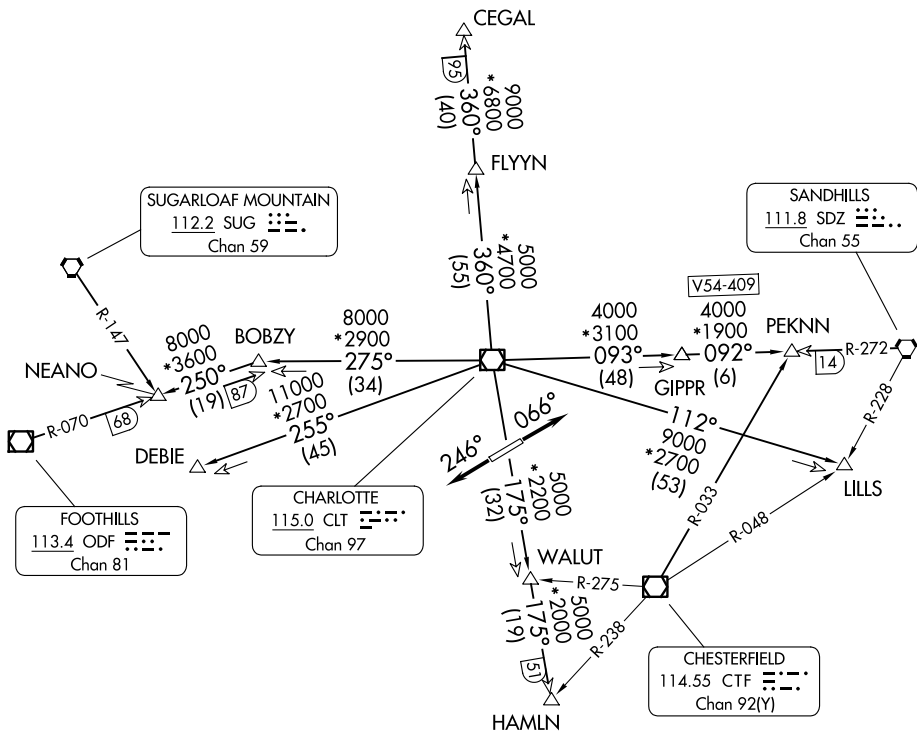 CEGAL
95
9000
*6800
360°
(40)
FLYYN
SUGARLOAF MOUNTAIN
112.2 SUG
Chan 59
SANDHILLS
111.8 SDZ
Chan 55
5000
*4700
360°
(55)
R-147
V54-409
8000
*3600
250°
(19)
BOBZY
87
8000
*2900
275°
(34)
4000
*3100
093°
(48)
GIPPR
4000
*1900
092°
(6)
PEKNN
14
R-272
NEANO
R-070
68
R-228
11000
*2700
255°
(45)
DEBIE
112°
9000
*2700
(53)
LILLS
246°
066°
FOOTHILLS
113.4 ODF
Chan 81
CHARLOTTE
115.0 CLT
Chan 97
5000
*2200
175°
(32)
R-033
R-048
WALUT
R-275
5000
*2000
175°
(19)
51
R-238
HAMLN
CHESTERFIELD
114.55 CTF
Chan 92(Y)